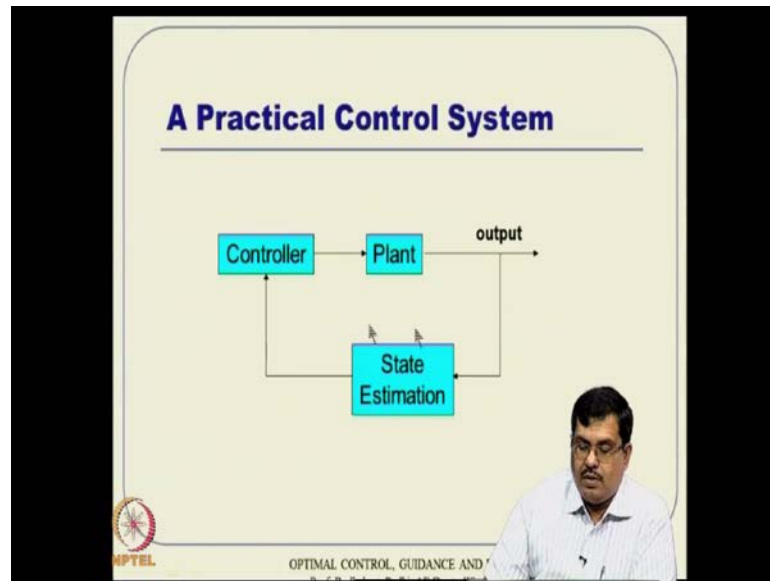 A Practical Control System
output
Controller
Plant
State
Estimation
NPTEL
OPTIMAL CONTROL, GUIDANCE AND